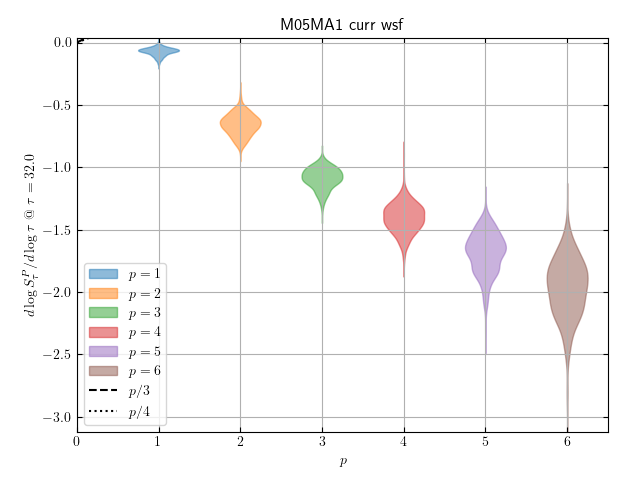 M05MA1 curr wsf
0.0
−0.5
−1.0
−1.5
−2.0
−2.5
−3.0
d log S_τ^P / d log τ @ τ = 32.0
p = 1
p = 2
p = 3
p = 4
p = 5
p = 6
p/3
p/4
0 1 2 3 4 5 6
p